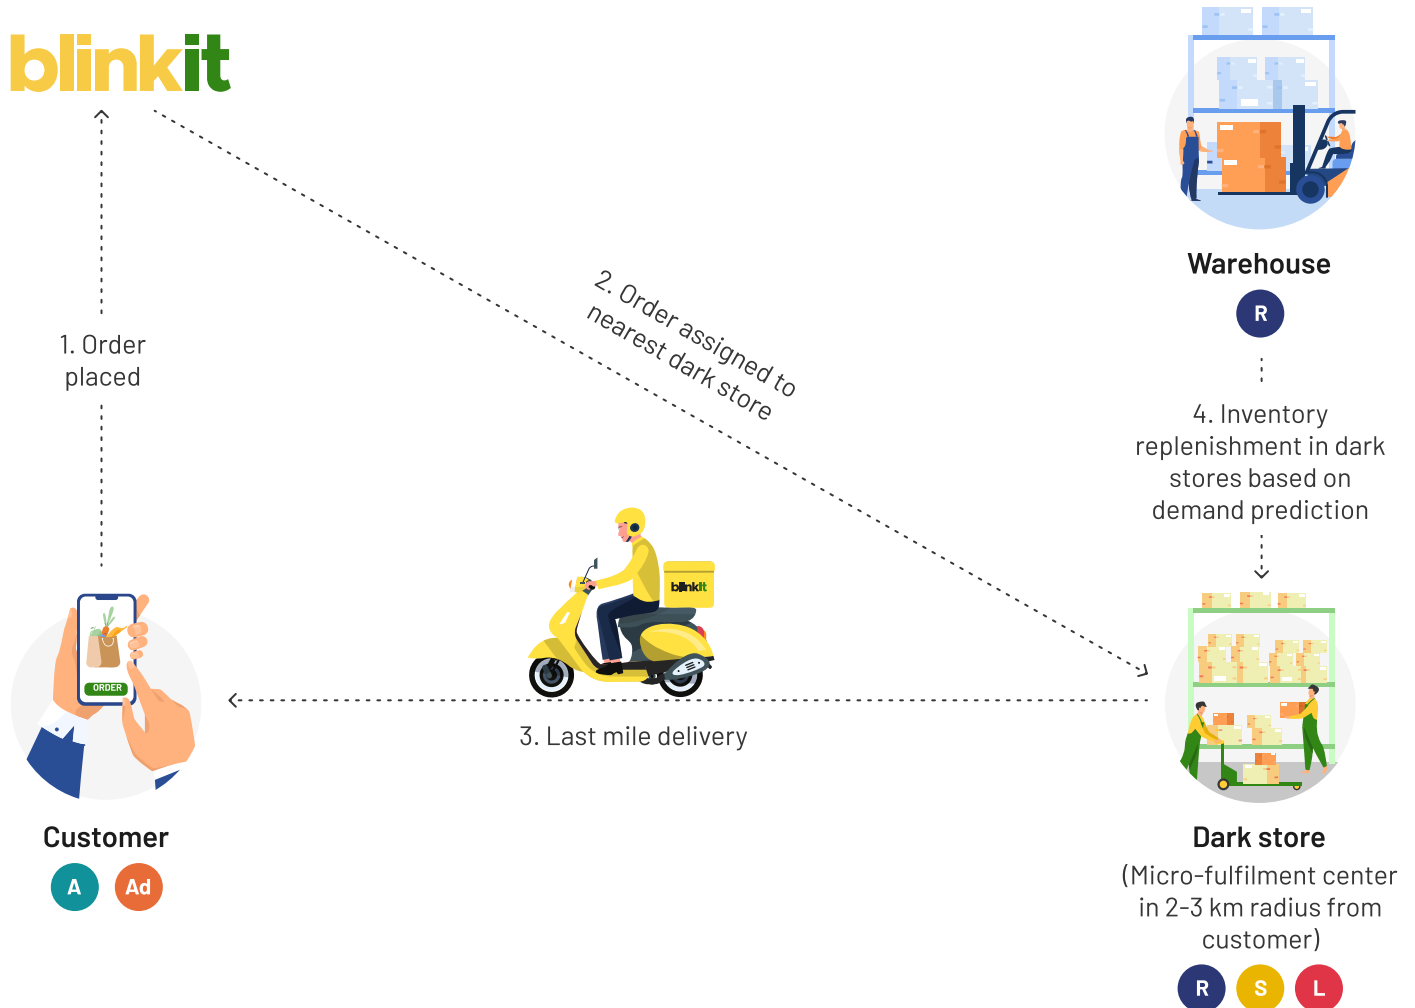 blinkit
1. Order
placed
2. Order assigned to
nearest dark store
Warehouse
R
4. Inventory
replenishment in dark
stores based on
demand prediction
blinkit
3. Last mile delivery
ORDER
Customer
A
Ad
Dark store
(Micro-fulfilment center
in 2-3 km radius from
customer)
R
S
L